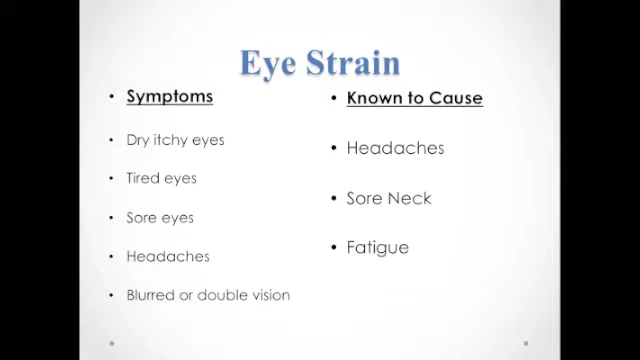 Eye Strain
• Symptoms
• Dry itchy eyes
• Tired eyes
• Sore eyes
• Headaches
• Blurred or double vision
• Known to Cause
• Headaches
• Sore Neck
• Fatigue